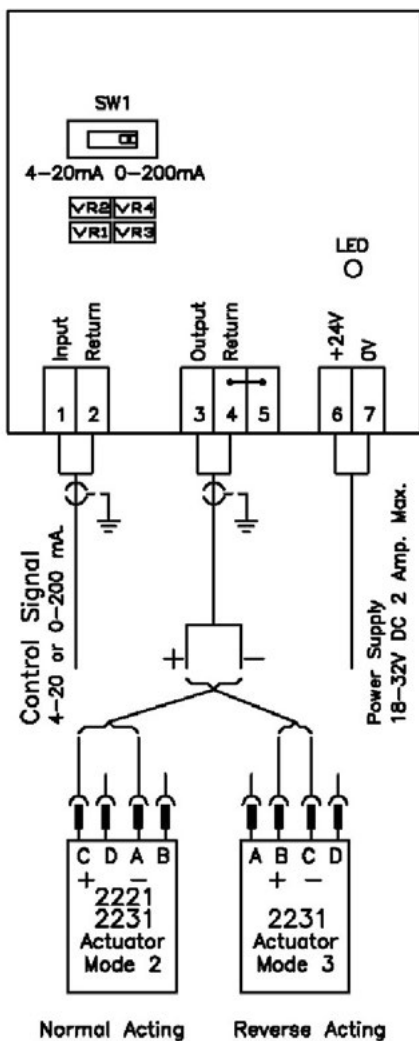 SW1
4-20mA 0-200mA
VR2 VR4
VR1 VR3
LED
Input
Return
Output
Return
+24V
0V
1 2 3 4 5 6 7
Control Signal
4-20 or 0-200 mA.
Power Supply
18-32V DC 2 Amp. Max.
+ -
C D A B
+ -
2221
2231
Actuator
Mode 2
A B C D
+ -
2231
Actuator
Mode 3
Normal Acting Reverse Acting